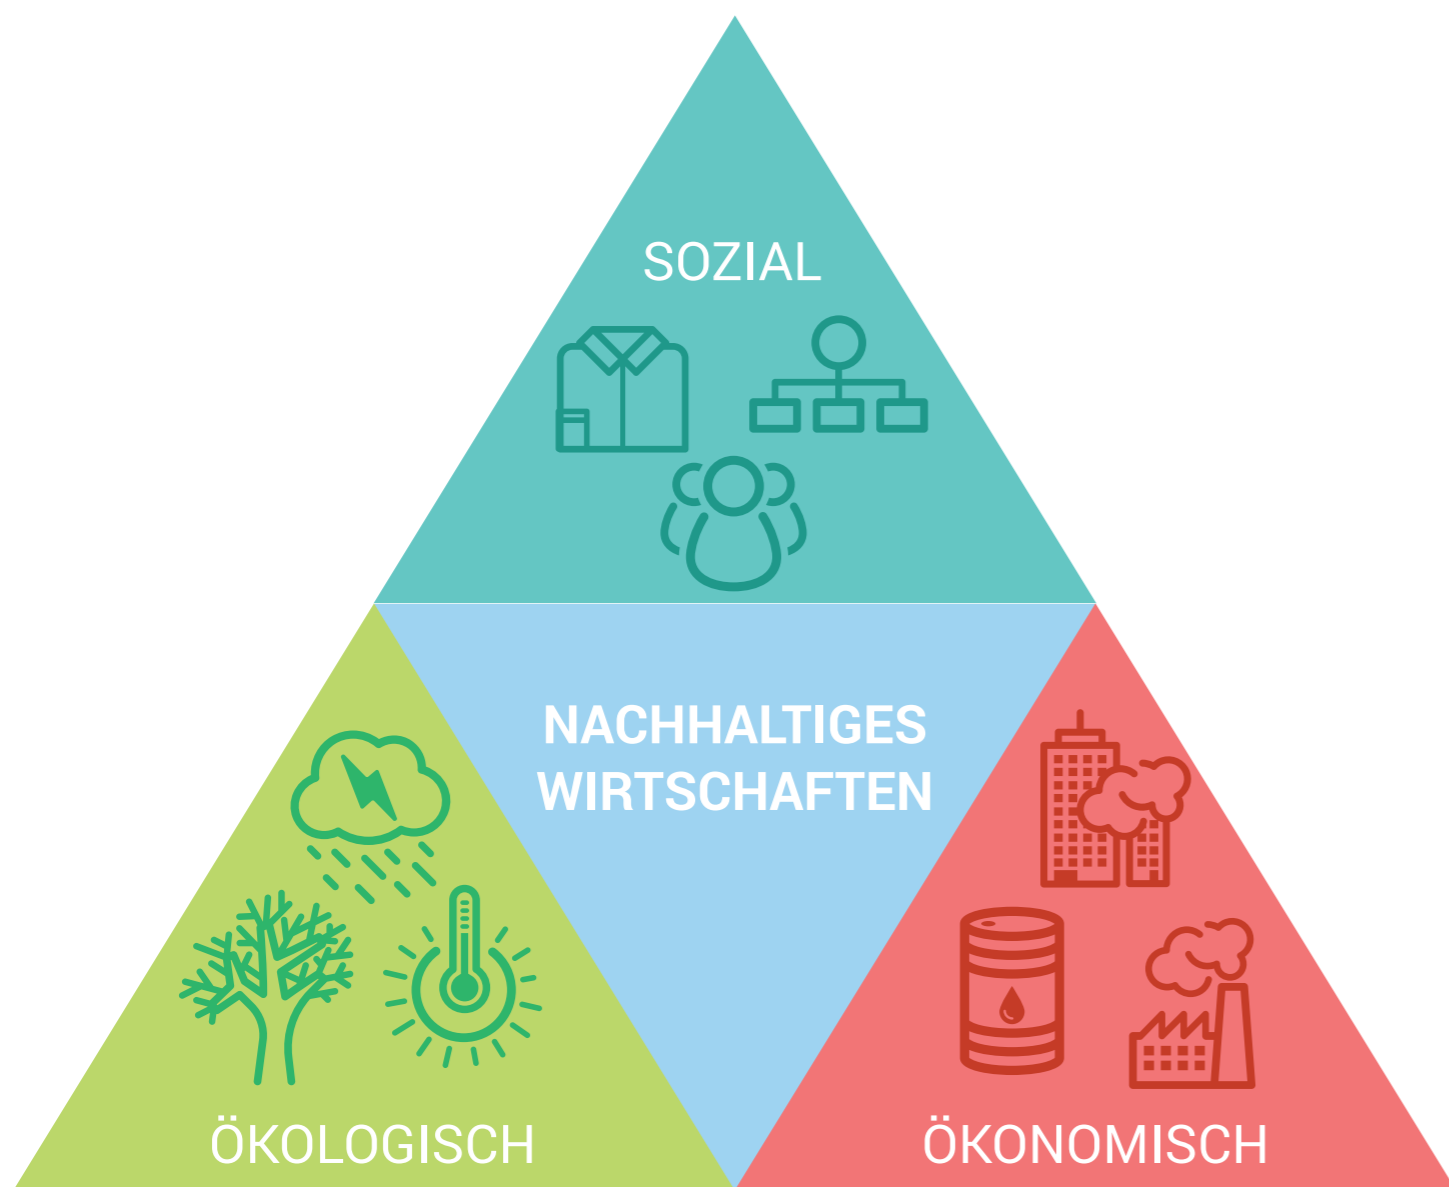 SOZIAL
NACHHALTIGES
WIRTSCHAFTEN
ÖKOLOGISCH
ÖKONOMISCH